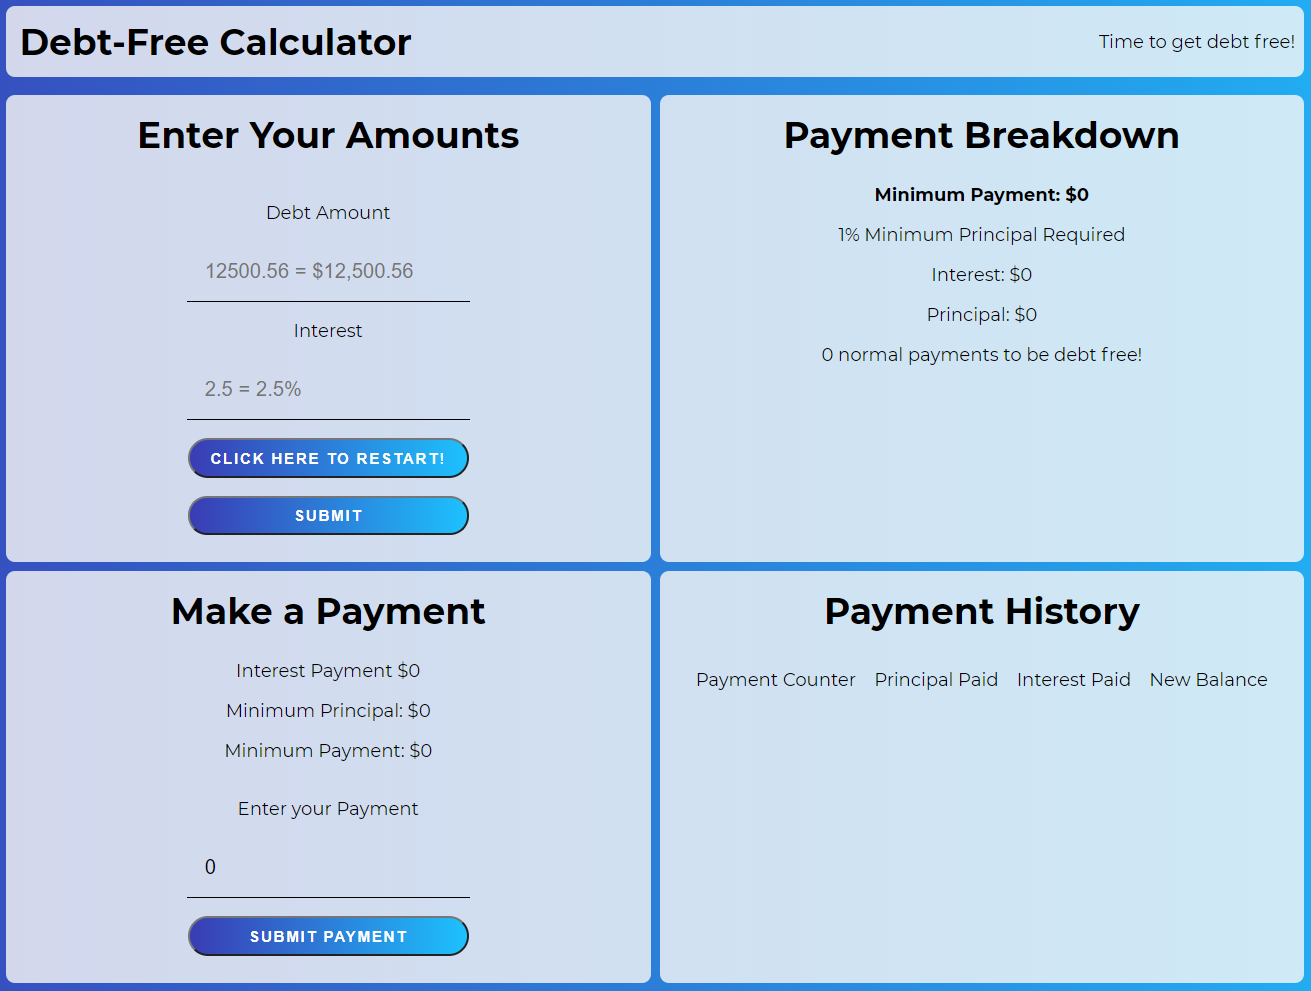 Debt-Free Calculator
Time to get debt free!
Enter Your Amounts
Debt Amount
12500.56 = $12,500.56
Interest
2.5 = 2.5%
CLICK HERE TO RESTART!
SUBMIT
Payment Breakdown
Minimum Payment: $0
1% Minimum Principal Required
Interest: $0
Principal: $0
0 normal payments to be debt free!
Make a Payment
Interest Payment $0
Minimum Principal: $0
Minimum Payment: $0
Enter your Payment
0
SUBMIT PAYMENT
Payment History
Payment Counter Principal Paid Interest Paid New Balance